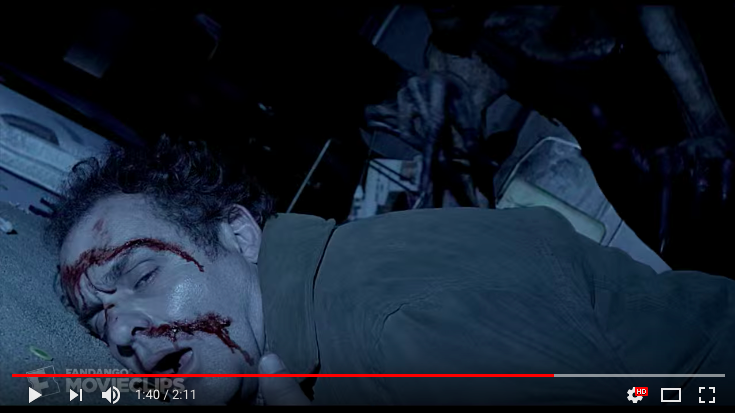 FANDANGO
MOVIECLIPS
1:40 / 2:11
HD